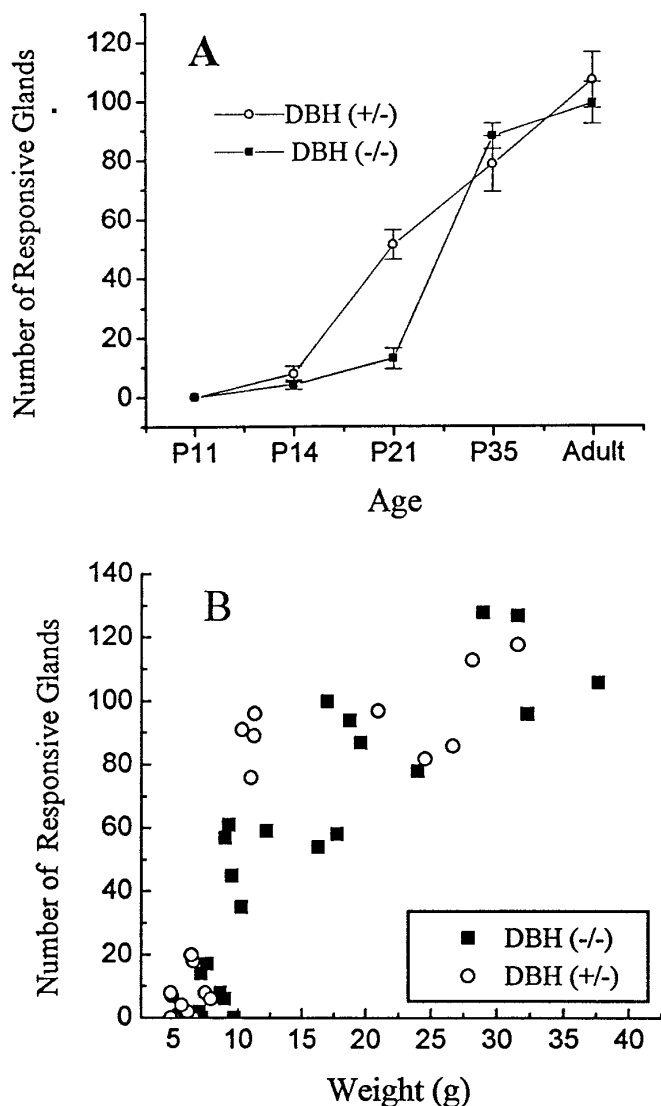 A
DBH (+/-)
DBH (-/-)
Number of Responsive Glands
120
100
80
60
40
20
0
P11 P14 P21 P35 Adult
Age
B
Number of Responsive Glands
140
120
100
80
60
40
20
0
DBH (-/-)
DBH (+/-)
5 10 15 20 25 30 35 40
Weight (g)